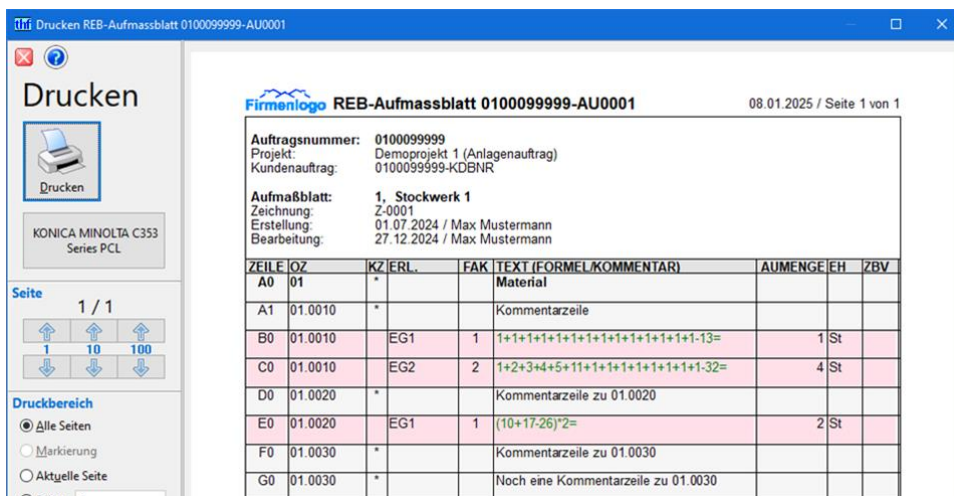 thfi Drucken REB-Aufmassblatt 0100099999-AU0001
Drucken
Drucken
KONICA MINOLTA C353
Series PCL
Seite
1 / 1
1 10 100
Druckbereich
Alle Seiten
Markierung
Aktuelle Seite
Firmenlogo REB-Aufmassblatt 0100099999-AU0001 08.01.2025 / Seite 1 von 1
Auftragsnummer: 0100099999
Projekt: Demoprojekt 1 (Anlagenauftrag)
Kundenauftrag: 0100099999-KDBNR
Aufmaßblatt: 1, Stockwerk 1
Zeichnung: Z-0001
Erstellung: 01.07.2024 / Max Mustermann
Bearbeitung: 27.12.2024 / Max Mustermann
ZEILE OZ KZ ERL. FAK TEXT (FORMEL/KOMMENTAR) AUMENGE EH ZBV
A0 01 * Material
A1 01.0010 * Kommentarzeile
B0 01.0010 EG1 1 1+1+1+1+1+1+1+1+1+1+1+1+1+1-13= 1 St
C0 01.0010 EG2 2 1+2+3+4+5+11+1+1+1+1+1+1+1+1-32= 4 St
D0 01.0020 * Kommentarzeile zu 01.0020
E0 01.0020 EG1 1 (10+17-26)*2= 2 St
F0 01.0030 * Kommentarzeile zu 01.0030
G0 01.0030 * Noch eine Kommentarzeile zu 01.0030